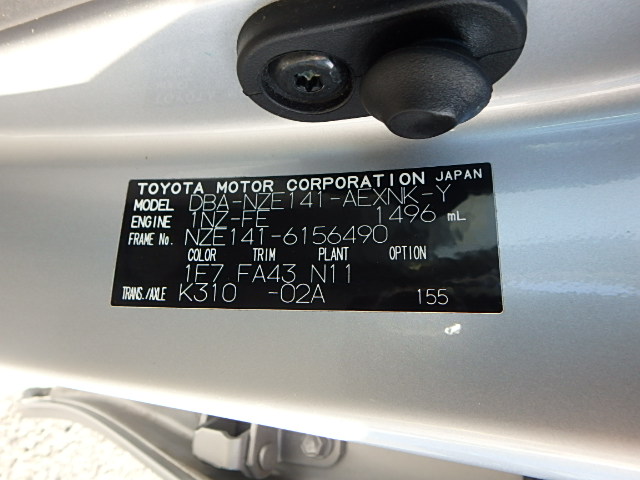 TOYOTA MOTOR CORPORATION JAPAN
MODEL DBA-NZE141-AEXNK-Y
ENGINE 1NZ-FE 1496 mL
FRAME No. NZE141-6156490
COLOR TRIM PLANT OPTION
1E7 FA43 N11
TRANS./AXLE K310 -02A 155